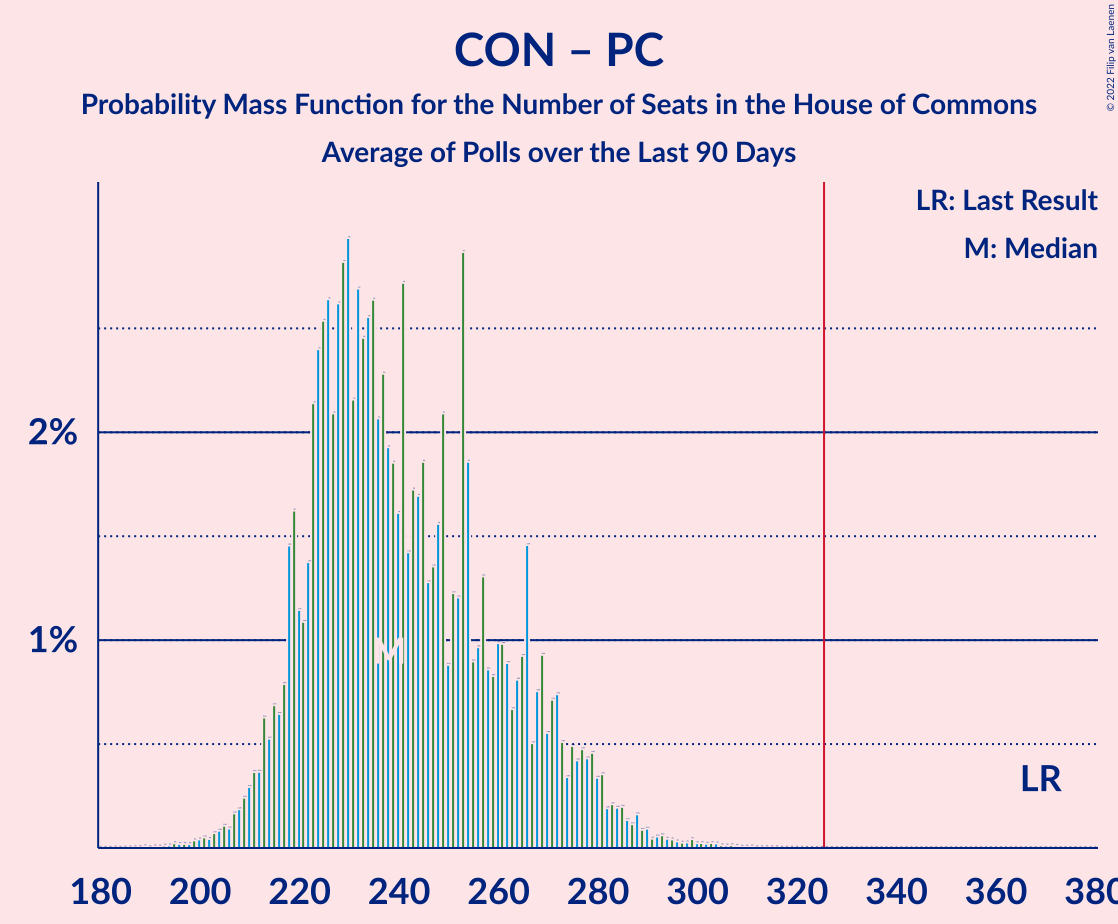 CON – PC
Probability Mass Function for the Number of Seats in the House of Commons
Average of Polls over the Last 90 Days
© 2022 Filip van Laenen
LR: Last Result
M: Median
2%
1%
M
LR
180 200 220 240 260 280 300 320 340 360 380